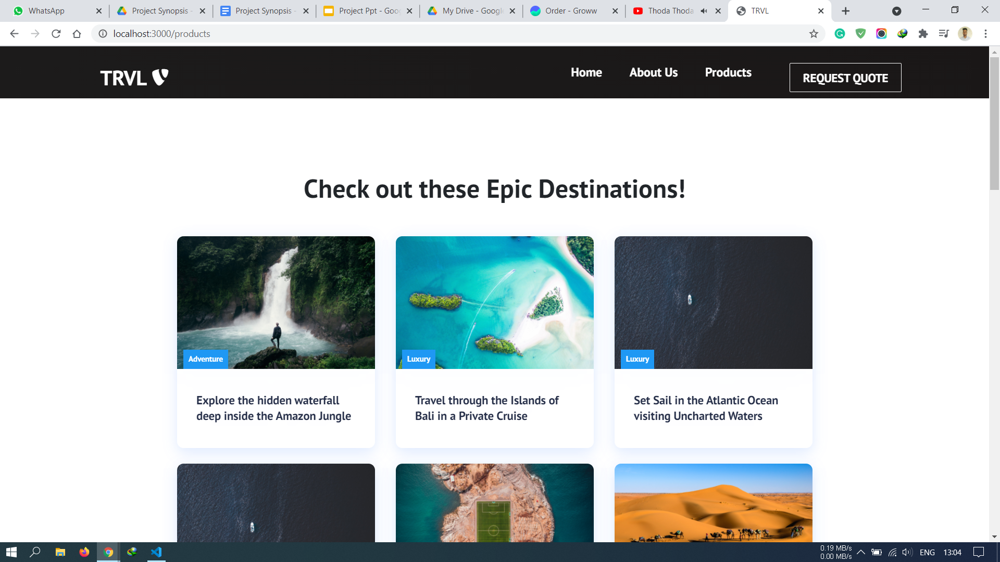 WhatsApp
Project Synopsis -
Project Synopsis -
Project Ppt - Goog
My Drive - Google
Order - Groww
Thoda Thoda
TRVL
localhost:3000/products
TRVL
Home
About Us
Products
REQUEST QUOTE
Check out these Epic Destinations!
Adventure
Luxury
Luxury
Explore the hidden waterfall
deep inside the Amazon Jungle
Travel through the Islands of
Bali in a Private Cruise
Set Sail in the Atlantic Ocean
visiting Uncharted Waters
0.19 MB/s
0.00 MB/s
ENG
13:04